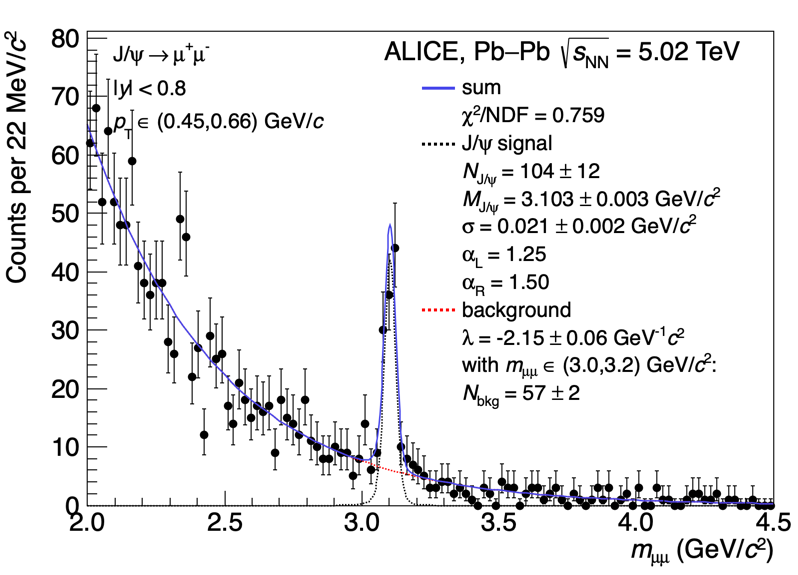 80
70
60
50
40
30
20
10
0
Counts per 22 MeV/c²
J/ψ → μ⁺μ⁻
|y| < 0.8
p_T ∈ (0.45,0.66) GeV/c
ALICE, Pb–Pb √s_NN = 5.02 TeV
sum
χ²/NDF = 0.759
J/ψ signal
N_J/ψ = 104 ± 12
M_J/ψ = 3.103 ± 0.003 GeV/c²
σ = 0.021 ± 0.002 GeV/c²
α_L = 1.25
α_R = 1.50
background
λ = -2.15 ± 0.06 GeV⁻¹c²
with m_μμ ∈ (3.0,3.2) GeV/c²:
N_bkg = 57 ± 2
2.0 2.5 3.0 3.5 4.0 4.5
m_μμ (GeV/c²)